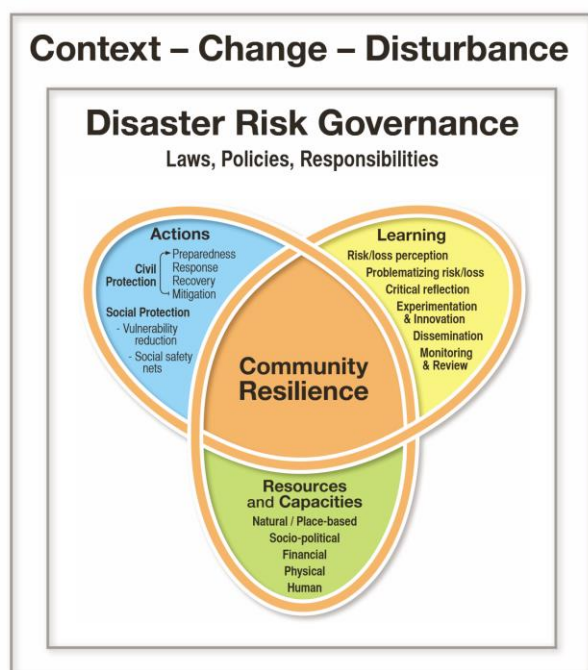 Context – Change – Disturbance
Disaster Risk Governance
Laws, Policies, Responsibilities
Actions
Civil
Protection
Preparedness
Response
Recovery
Mitigation
Social Protection
- Vulnerability
reduction
- Social safety
nets
Learning
Risk/loss perception
Problematizing risk/loss
Critical reflection
Experimentation
& Innovation
Dissemination
Monitoring
& Review
Community
Resilience
Resources
and Capacities
Natural / Place-based
Socio-political
Financial
Physical
Human